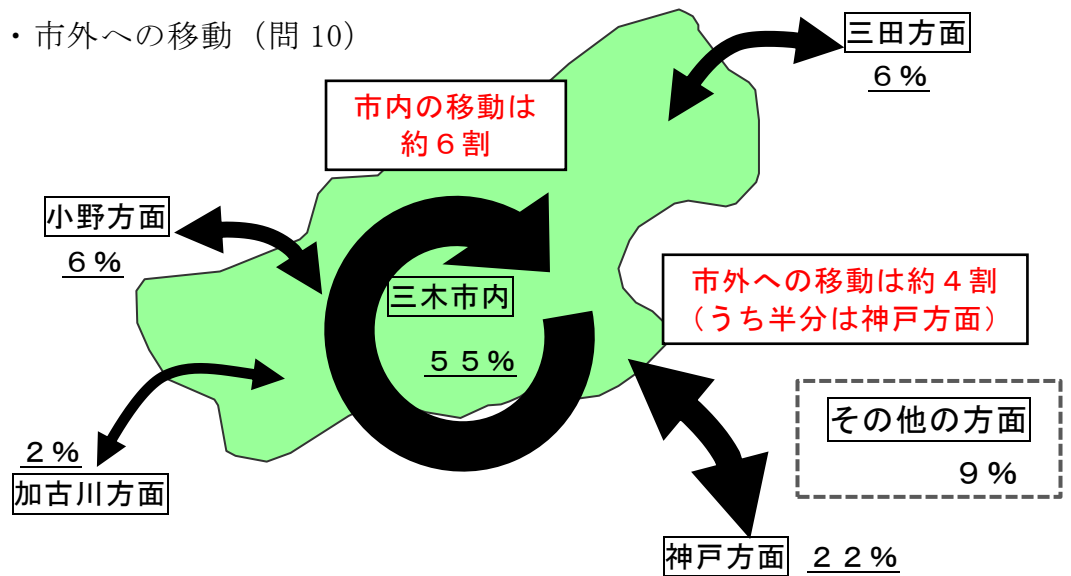 ・市外への移動（問 10）
三田方面
６%
市内の移動は
約６割
小野方面
６%
市外への移動は約４割
（うち半分は神戸方面）
三木市内
５５%
その他の方面
９%
２%
加古川方面
神戸方面
２２%